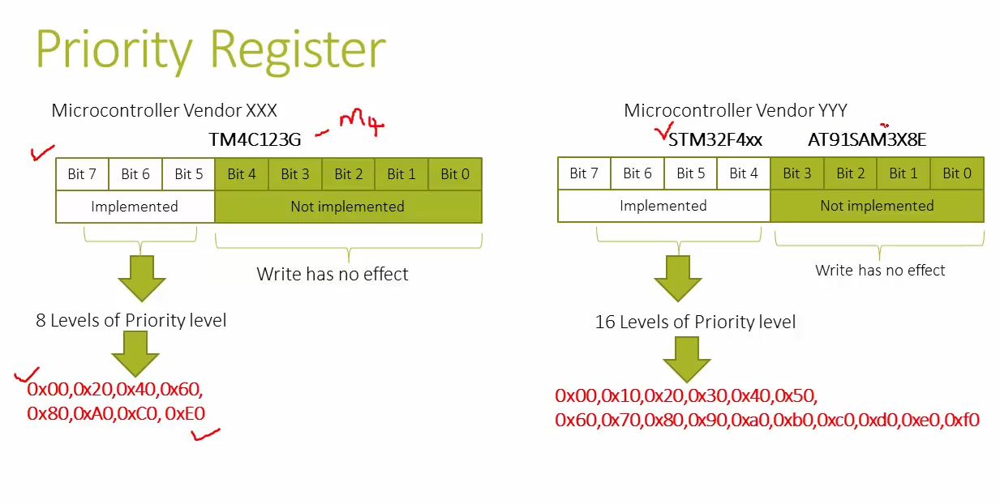 Priority Register
Microcontroller Vendor XXX
TM4C123G - M4
Bit 7 Bit 6 Bit 5 Bit 4 Bit 3 Bit 2 Bit 1 Bit 0
Implemented Not implemented
Write has no effect
8 Levels of Priority level
0x00,0x20,0x40,0x60,
0x80,0xA0,0xC0, 0xE0
Microcontroller Vendor YYY
STM32F4xx AT91SAM3X8E
Bit 7 Bit 6 Bit 5 Bit 4 Bit 3 Bit 2 Bit 1 Bit 0
Implemented Not implemented
Write has no effect
16 Levels of Priority level
0x00,0x10,0x20,0x30,0x40,0x50,
0x60,0x70,0x80,0x90,0xa0,0xb0,0xc0,0xd0,0xe0,0xf0